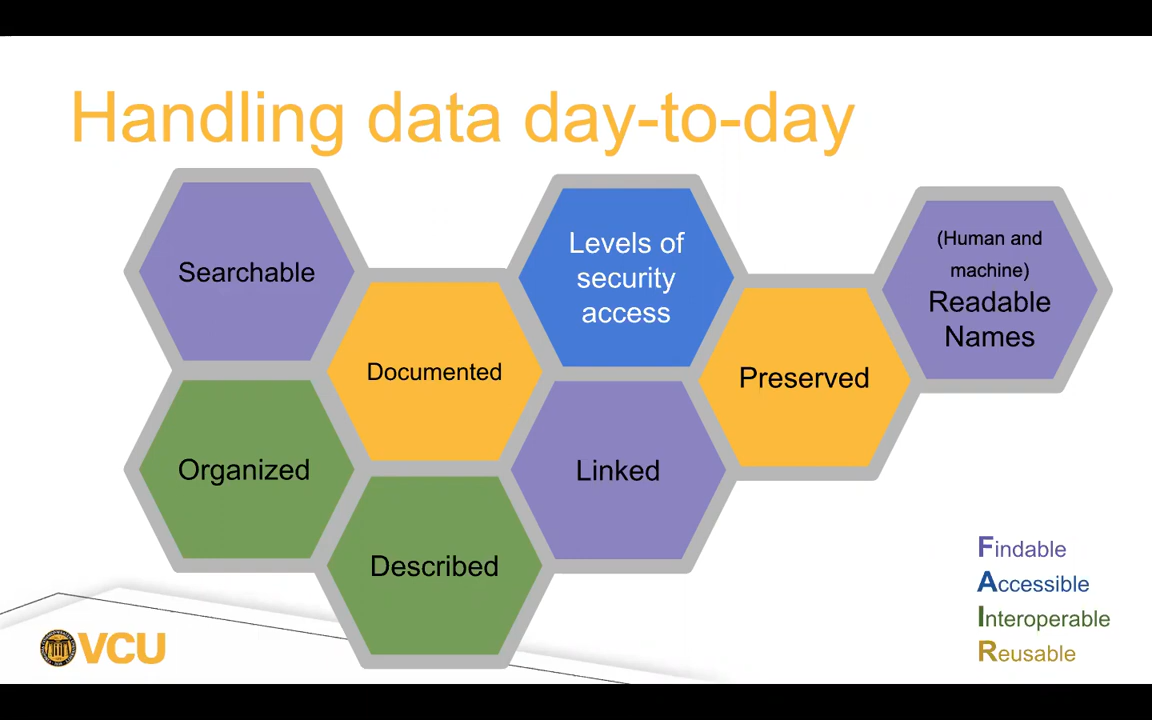 Handling data day-to-day
Searchable
Documented
Levels of
security
access
Preserved
(Human and
machine)
Readable
Names
Organized
Described
Linked
Findable
Accessible
Interoperable
Reusable
VCU